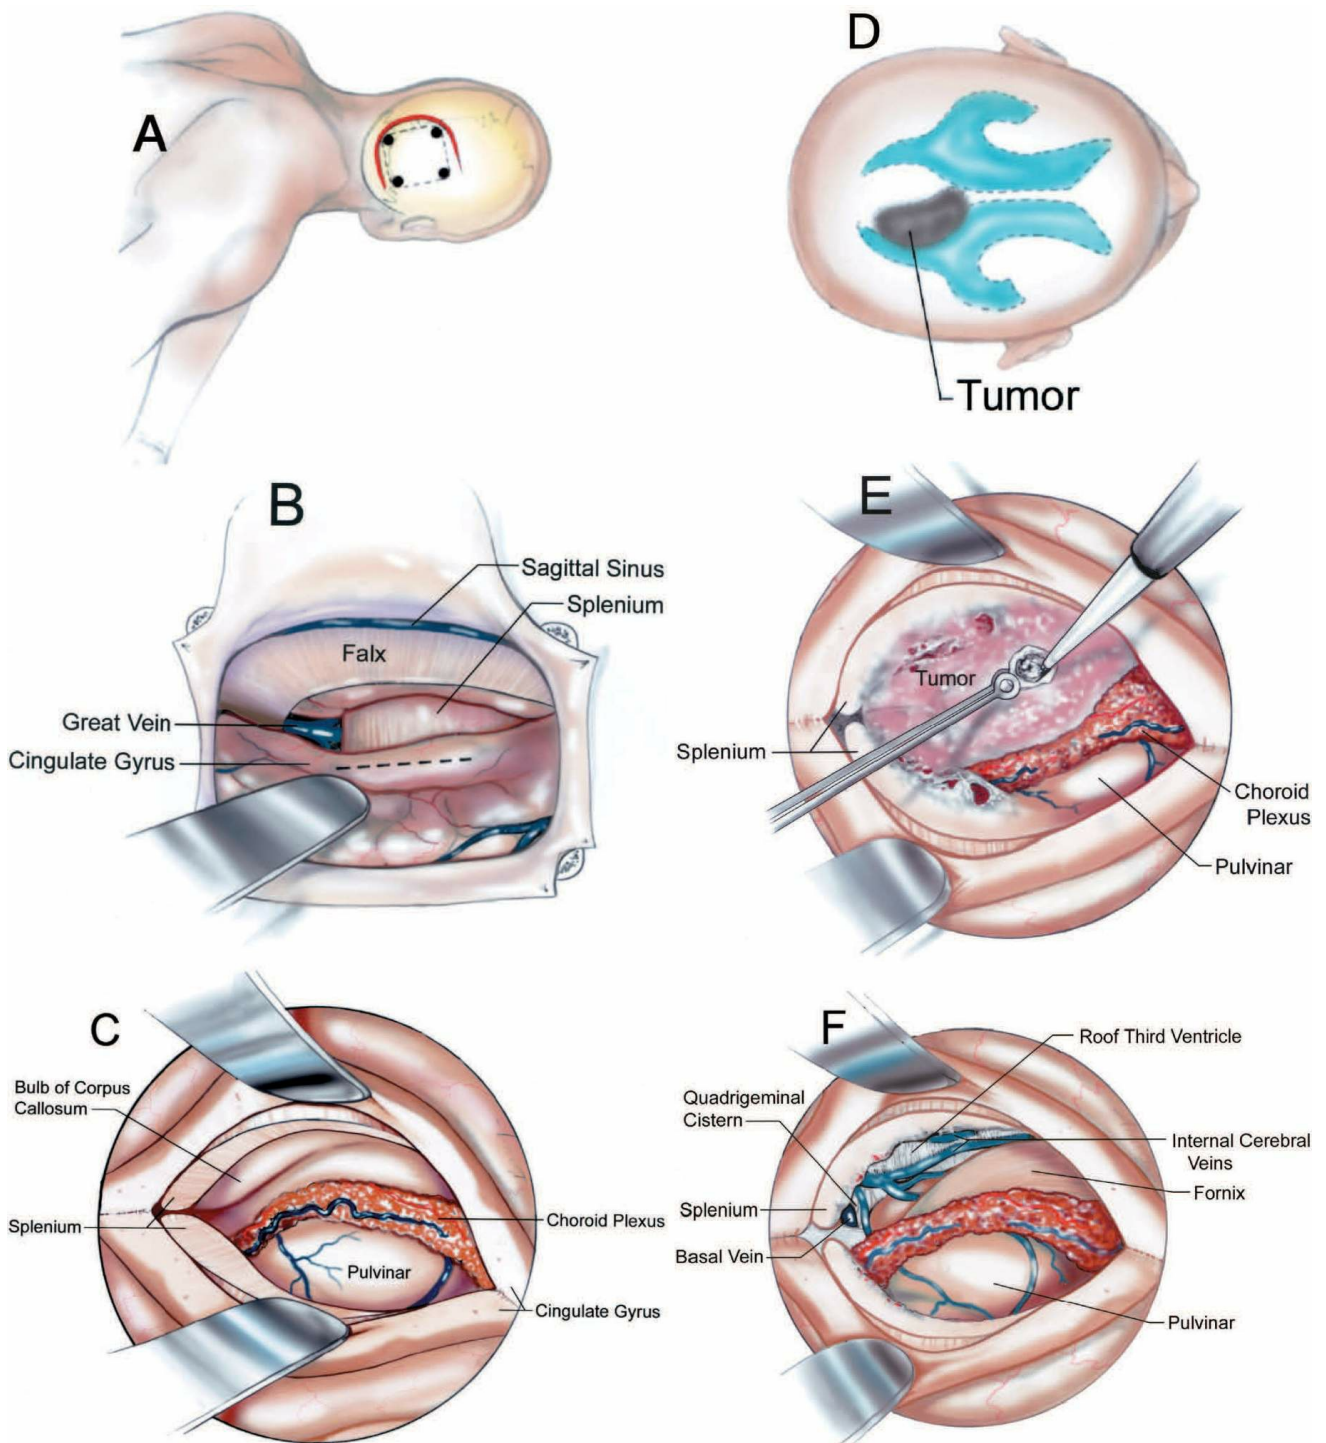 A
D
Tumor
B
Sagittal Sinus
Splenium
Falx
Great Vein
Cingulate Gyrus
E
Tumor
Splenium
Choroid
Plexus
Pulvinar
C
Bulb of Corpus
Callosum
Splenium
Choroid Plexus
Pulvinar
Cingulate Gyrus
F
Roof Third Ventricle
Quadrigeminal
Cistern
Internal Cerebral
Veins
Fornix
Splenium
Basal Vein
Pulvinar